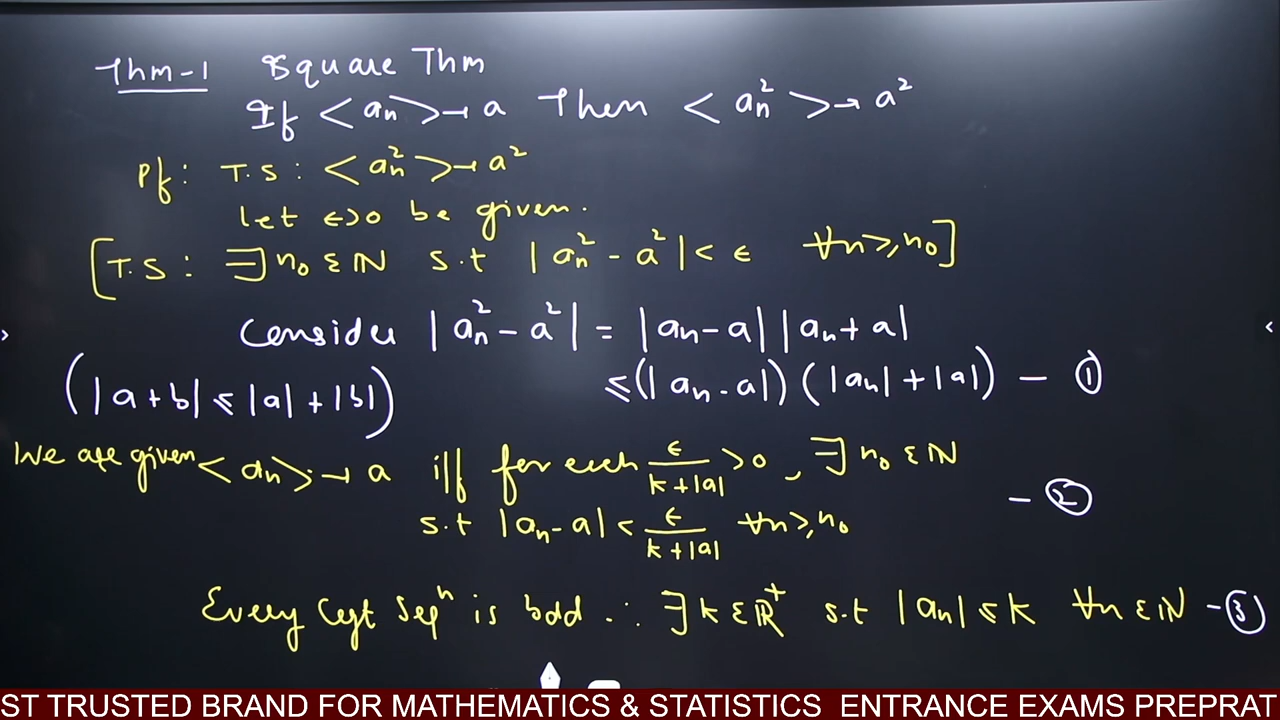 Thm-1 Square Thm
If <aₙ>→a Then <aₙ²>→a²
Pf: T.S: <aₙ²>→a²
let ϵ>0 be given.
[T.S: ∃ n₀ ∈ ℕ s.t |aₙ²-a²|<ϵ ∀n≥n₀]
Consider |aₙ²-a²| = |aₙ-a||aₙ+a|
(|a+b|≤|a|+|b|) ≤(|aₙ-a|)(|aₙ|+|a|) – ①
We are given <aₙ>→a iff for each ϵ/(k+|a|) >0, ∃ n₀ ∈ ℕ
s.t |aₙ-a|< ϵ/(k+|a|) ∀n≥n₀ – ②
Every Cgt Seqⁿ is bdd ∴ ∃ k∈ℝ⁺ s.t |aₙ|≤k ∀n∈ℕ –③
ST TRUSTED BRAND FOR MATHEMATICS & STATISTICS ENTRANCE EXAMS PREPRAT